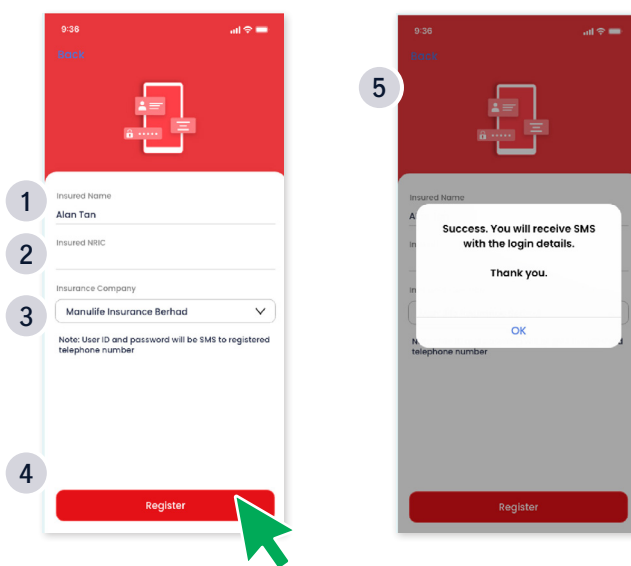 9:36
Back
1
Insured Name
Alan Tan
2
Insured NRIC
Insurance Company
3
Manulife Insurance Berhad
Note: User ID and password will be SMS to registered
telephone number
4
Register
9:36
Back
5
Insured Name
A
Success. You will receive SMS
with the login details.
Thank you.
In
In
OK
N
d
telephone number
Register